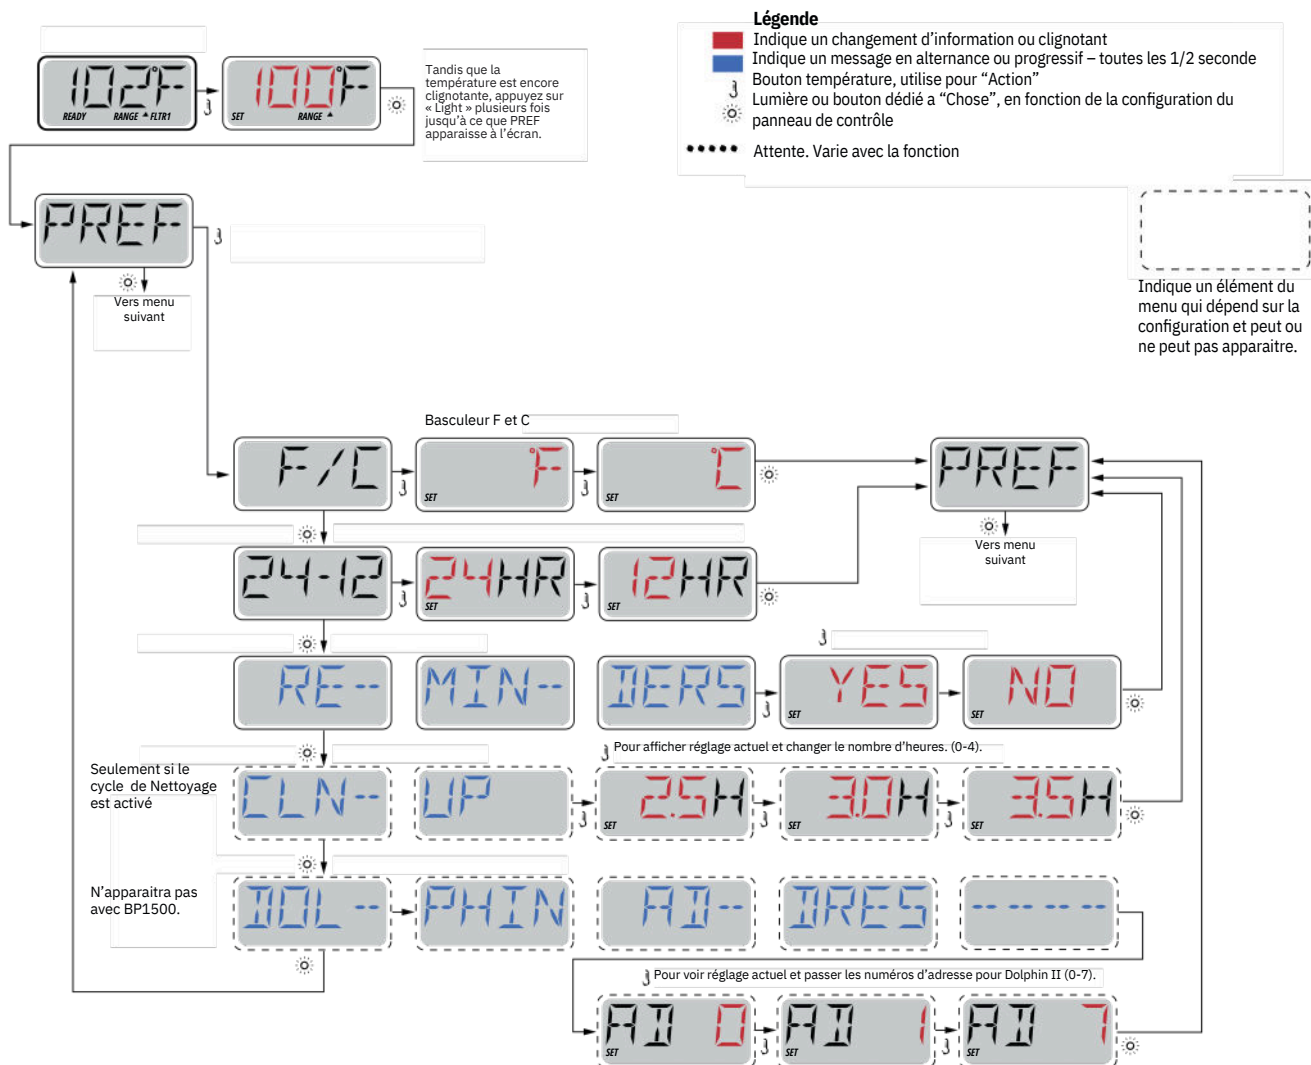 Légende
Indique un changement d'information ou clignotant
Indique un message en alternance ou progressif – toutes les 1/2 seconde
Bouton température, utilise pour “Action”
Lumière ou bouton dédié a “Chose”, en fonction de la configuration du
panneau de contrôle
Attente. Varie avec la fonction
102°F
READY RANGE FLTR1
100°F
SET RANGE
Tandis que la
température est encore
clignotante, appuyez sur
« Light » plusieurs fois
jusqu'à ce que PREF
apparaisse à l'écran.
PREF
Vers menu
suivant
Indique un élément du
menu qui dépend sur la
configuration et peut ou
ne peut pas apparaitre.
Basculeur F et C
F/C
°F
SET
°C
SET
PREF
Vers menu
suivant
24-12
24HR
SET
12HR
SET
RE--
MIN--
DERS
YES
SET
NO
SET
Pour afficher réglage actuel et changer le nombre d'heures. (0-4).
Seulement si le
cycle de Nettoyage
est activé
CLN--
UP
2.5H
SET
3.0H
SET
3.5H
SET
N'apparaitra pas
avec BP1500.
DOL--
PHIN
AD--
DRES
----
Pour voir réglage actuel et passer les numéros d'adresse pour Dolphin II (0-7).
AD 0
SET
AD 1
SET
AD 7
SET